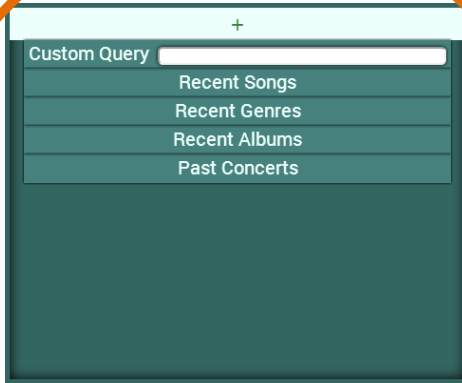 +
Custom Query
Recent Songs
Recent Genres
Recent Albums
Past Concerts